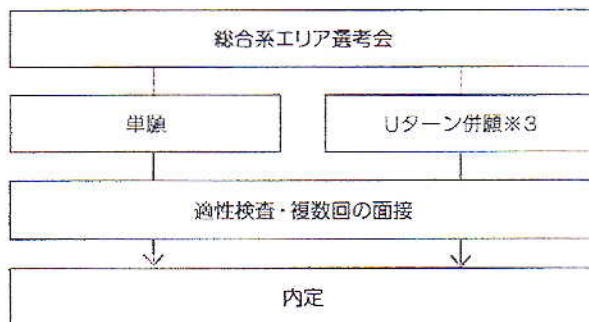 総合系エリア選考会
単願
Uターン併願※3
適性検査・複数回の面接
内定